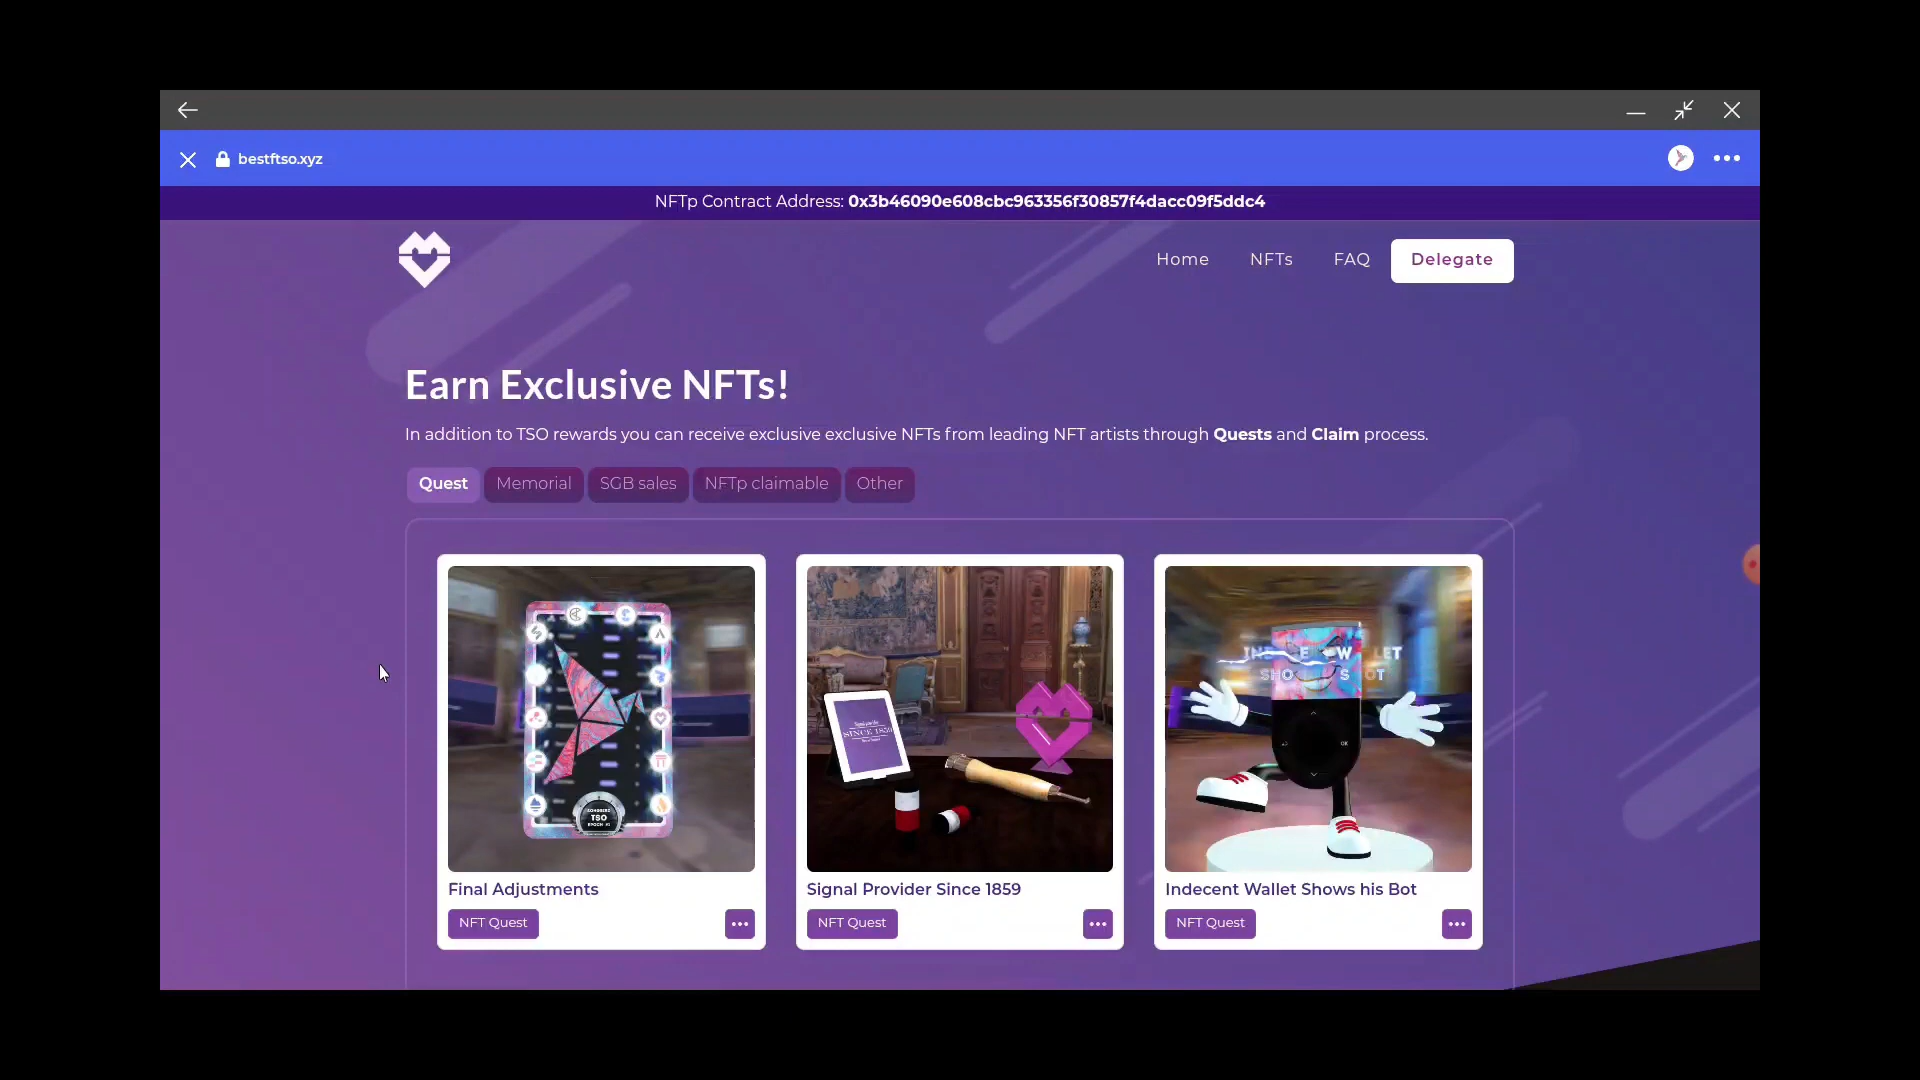 bestftso.xyz
NFTp Contract Address: 0x3b46090e608cbc963356f30857f4dacc09f5ddc4
Home NFTs FAQ Delegate
Earn Exclusive NFTs!
In addition to TSO rewards you can receive exclusive exclusive NFTs from leading NFT artists through Quests and Claim process.
Quest Memorial SGB sales NFTp claimable Other
TSO
SINCE 1859
OK
Final Adjustments
NFT Quest
Signal Provider Since 1859
NFT Quest
Indecent Wallet Shows his Bot
NFT Quest